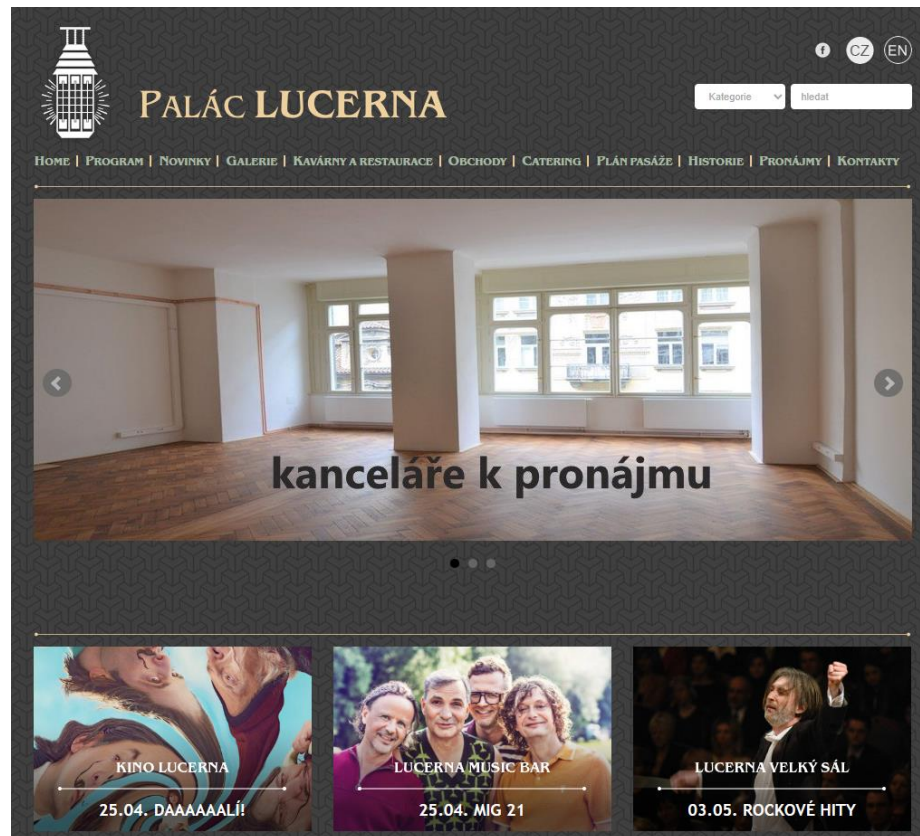 f CZ EN
PALÁC LUCERNA
Kategorie hledat
HOME | PROGRAM | NOVINKY | GALERIE | KAVÁRNY A RESTAURACE | OBCHODY | CATERING | PLÁN PASÁŽE | HISTORIE | PRONÁJMY | KONTAKTY
kanceláře k pronájmu
KINO LUCERNA
25.04. DAAAAAALÍ!
LUCERNA MUSIC BAR
25.04. MIG 21
LUCERNA VELKÝ SÁL
03.05. ROCKOVÉ HITY